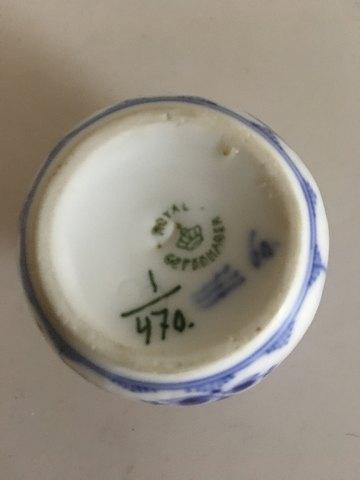 ROYAL
COPENHAGEN
1
470.